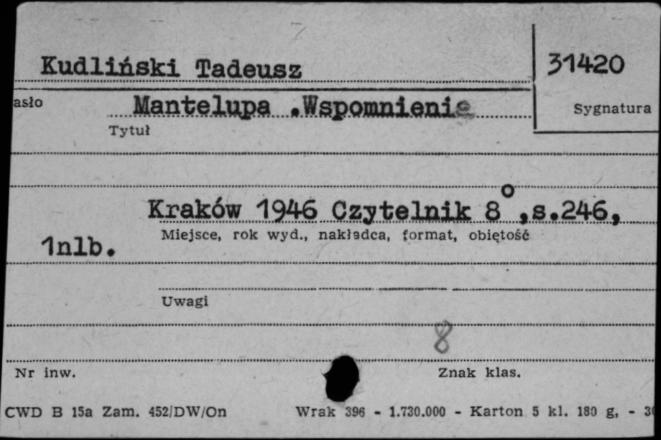 Kudliński Tadeusz 31420
asło Mantelupa .Wspomnienie Sygnatura
Tytuł
Kraków 1946 Czytelnik 8°,s.246,
Miejsce, rok wyd., nakładca, format, objętość
1nlb.
Uwagi
8
Nr inw. Znak klas.
CWD B 15a Zam. 452/DW/On Wrak 396 - 1.730.000 - Karton 5 kl. 180 g, - 30